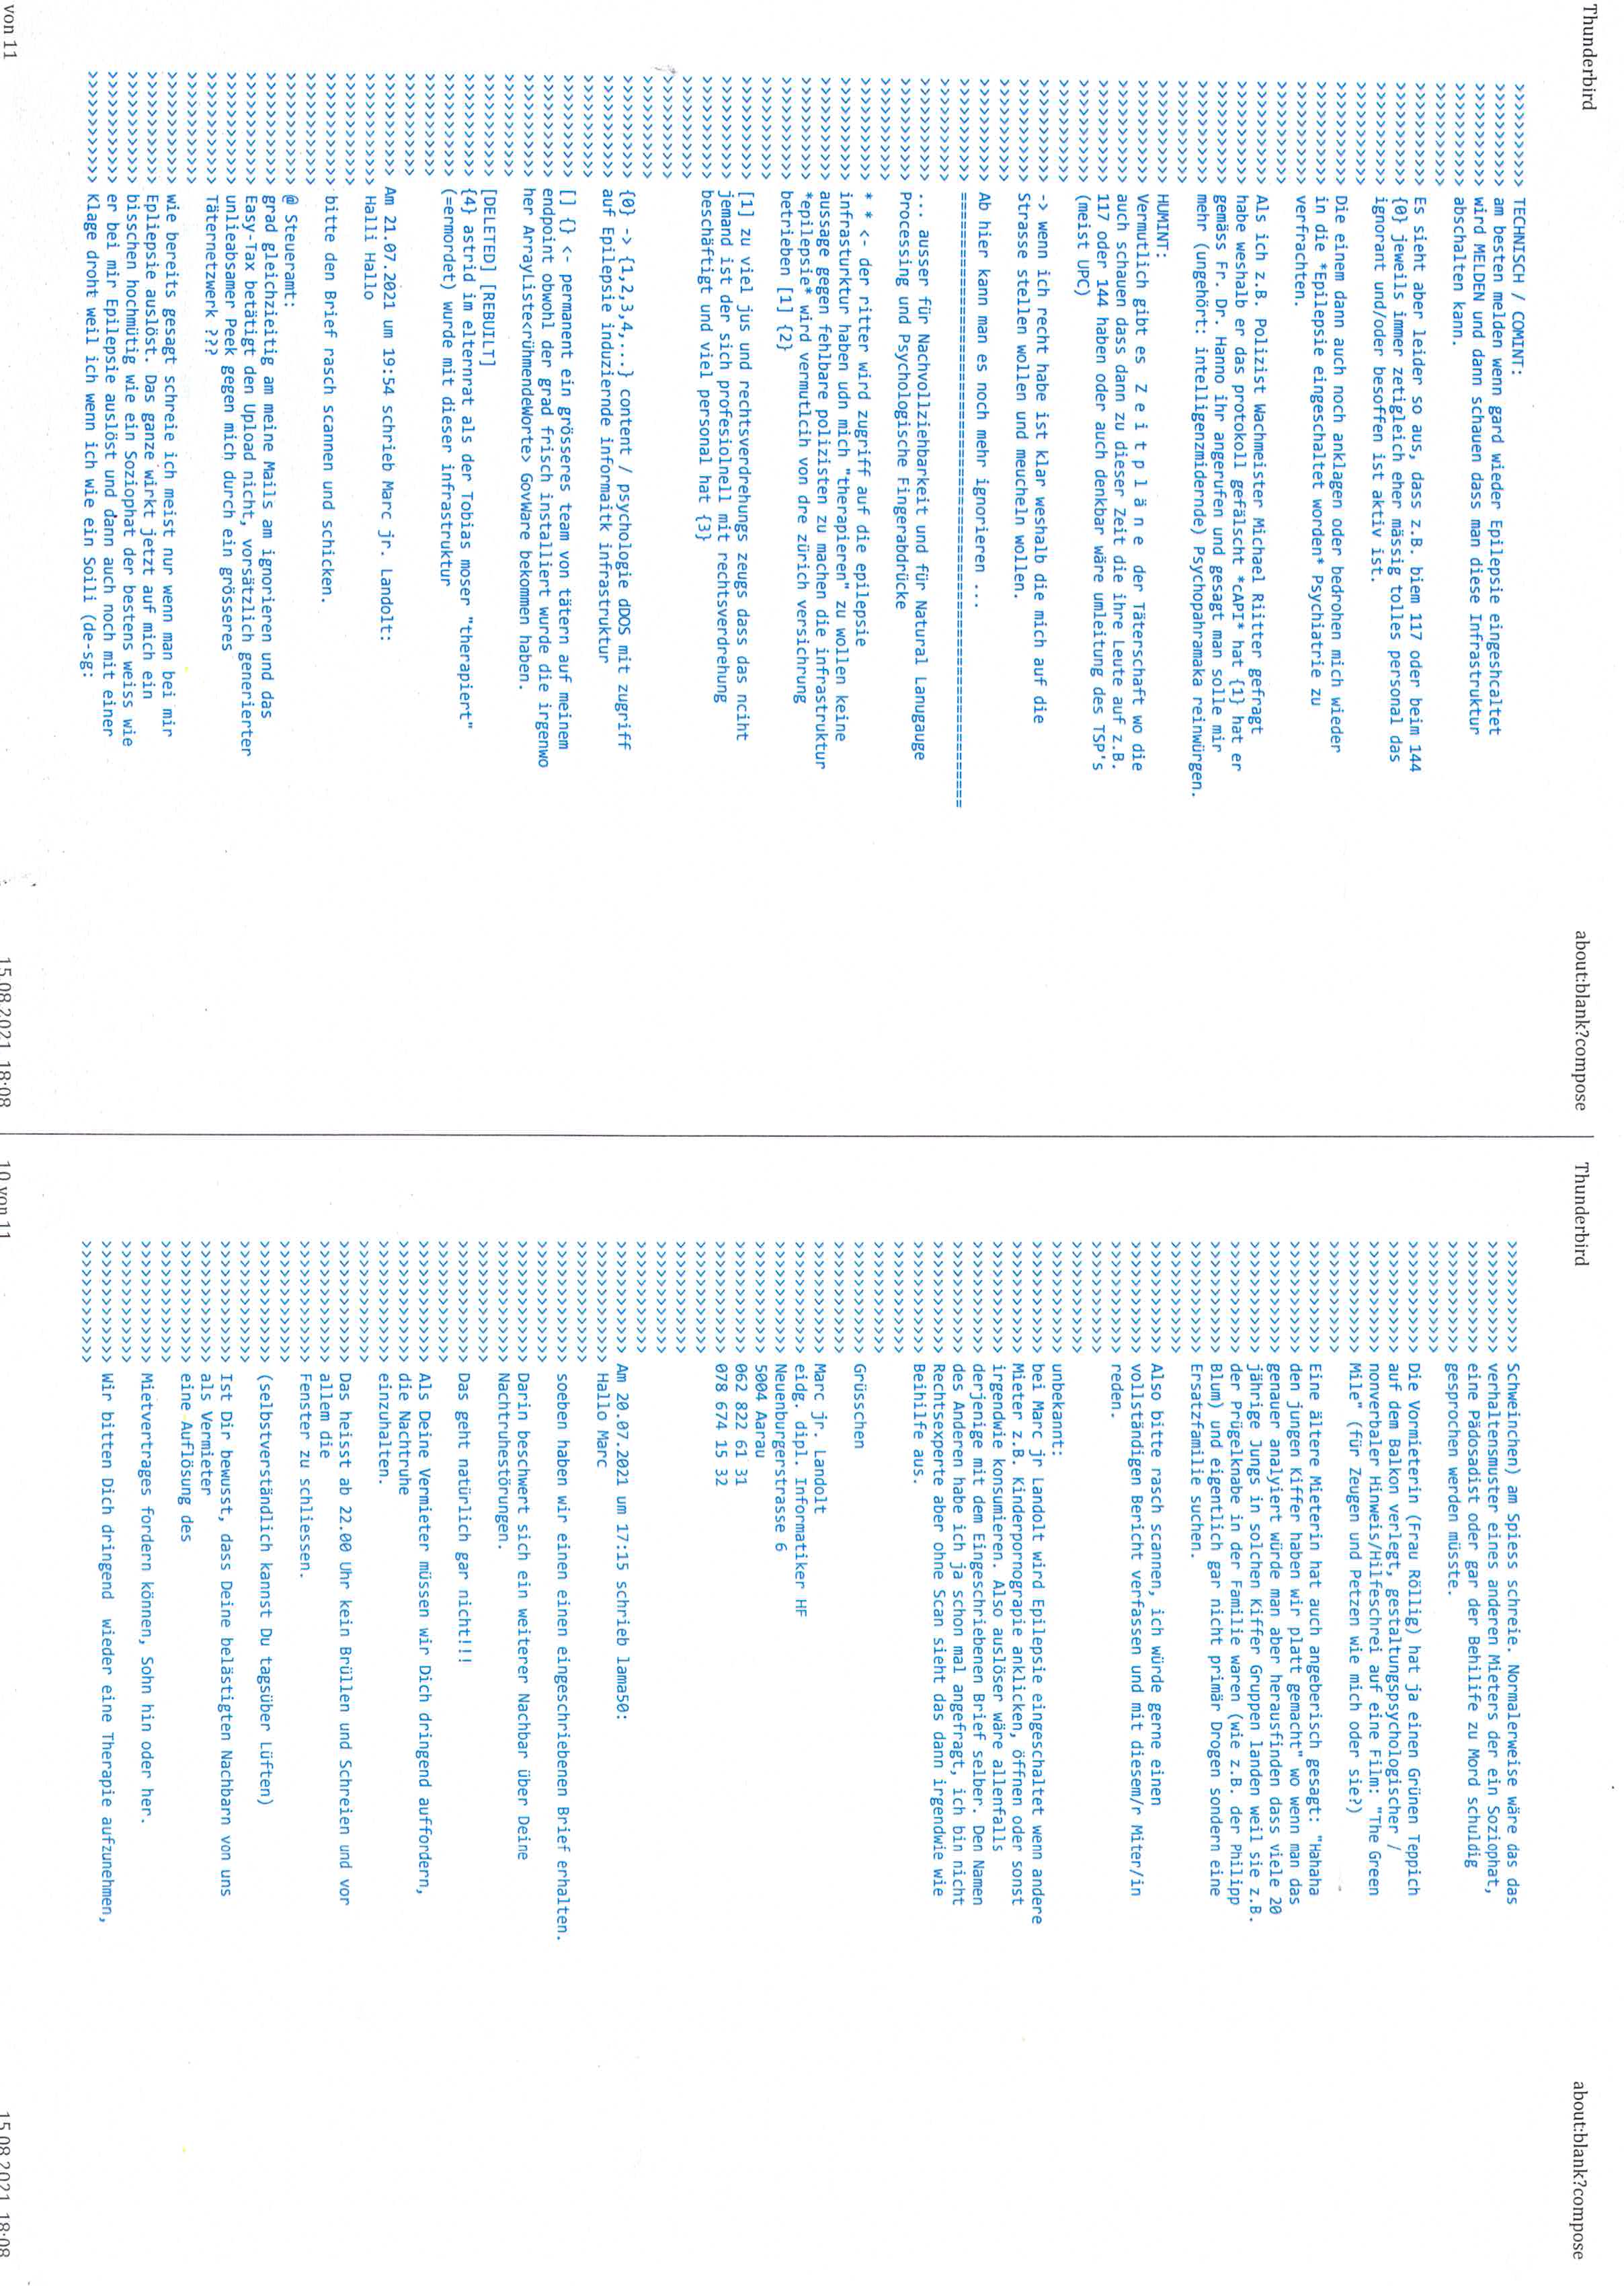 Thunderbird
about:blank?compose
>>>>>>>>>>> TECHNISCH / COMINT:
>>>>>>>>>>> am besten melden wenn gard wieder Epilepsie eingeshcaltet
>>>>>>>>>>> wird MELDEN und dann schauen dass man diese Infrastruktur
>>>>>>>>>>> abschalten kann.
>>>>>>>>>>>
>>>>>>>>>>> Es sieht aber leider so aus, dass z.B. biem 117 oder beim 144
>>>>>>>>>>> {0} jeweils immer zetigleich eher mässig tolles personal das
>>>>>>>>>>> ignorant und/oder besoffen ist aktiv ist.
>>>>>>>>>>>
>>>>>>>>>>> Die einem dann auch noch anklagen oder bedrohen mich wieder
>>>>>>>>>>> in die *Epilepsie eingeschaltet worden* Psychiatrie zu
>>>>>>>>>>> verfrachten.
>>>>>>>>>>>
>>>>>>>>>>> Als ich z.B. Polizist Wachmeister Michael Riitter gefragt
>>>>>>>>>>> habe weshalb er das protokoll gefälscht *cAPI* hat {1} hat er
>>>>>>>>>>> gemäss Fr. Dr. Hanno ihr angerufen und gesagt man solle mir
>>>>>>>>>>> mehr (ungehört: intelligenzmidernde) Psychopahramaka reinwürgen.
>>>>>>>>>>>
>>>>>>>>>>> HUMINT:
>>>>>>>>>>> Vermutlich gibt es  Z e i t p l ä n e  der Täterschaft wo die
>>>>>>>>>>> auch schauen dass dann zu dieser Zeit die ihre Leute auf z.B.
>>>>>>>>>>> 117 oder 144 haben oder auch denkbar wäre umleitung des TSP's
>>>>>>>>>>> (meist UPC)
>>>>>>>>>>>
>>>>>>>>>>> -> wenn ich recht habe ist klar weshalb die mich auf die
>>>>>>>>>>> Strasse stellen wollen und meucheln wollen.
>>>>>>>>>>>
>>>>>>>>>>> Ab hier kann man es noch mehr ignorieren ...
>>>>>>>>>>> =============================================================
>>>>>>>>>>>
>>>>>>>>>>> ... ausser für Nachvollziehbarkeit und für Natural Lanugauge
>>>>>>>>>>> Processing und Psychologische Fingerabdrücke
>>>>>>>>>>>
>>>>>>>>>>> * * <- der ritter wird zugriff auf die epilepsie
>>>>>>>>>>> infrasturktur haben udn mich "therapieren" zu wollen keine
>>>>>>>>>>> aussage gegen fehlbare polizisten zu machen die infrastruktur
>>>>>>>>>>> *epilepsie* wird vermutlcih von dre zürich versichrung
>>>>>>>>>>> betrieben [1] {2}
>>>>>>>>>>>
>>>>>>>>>>> [1] zu viel jus und rechtsverdrehungs zeugs dass das nciht
>>>>>>>>>>> jemand ist der sich profesiolnell mit rechtsverdrehung
>>>>>>>>>>> beschäftigt und viel personal hat {3}
>>>>>>>>>>>
>>>>>>>>>>>
>>>>>>>>>>>
>>>>>>>>>>> {0} -> {1,2,3,4,...} content / psychologie dDOS mit zugriff
>>>>>>>>>>> auf Epilepsie induziernde informaitk infrastruktur
>>>>>>>>>>>
>>>>>>>>>>> [] {} <- permanent ein grösseres team von tätern auf meinem
>>>>>>>>>>> endpoint obwohl der grad frisch installiert wurde die irgenwo
>>>>>>>>>>> her ArrayListe<rühmendeWorte> GovWare bekommen haben.
>>>>>>>>>>>
>>>>>>>>>>> [DELETED] [REBUILT]
>>>>>>>>>>> {4} astrid im elternrat als der Tobias moser "therapiert"
>>>>>>>>>>> (=ermordet) wurde mit dieser infrastruktur
>>>>>>>>>>>
>>>>>>>>>>>
>>>>>>>>>> Am 21.07.2021 um 19:54 schrieb Marc jr. Landolt:
>>>>>>>>>>> Hali Hallo
>>>>>>>>>>>
>>>>>>>>>>> bitte den Brief rasch scannen und schicken.
>>>>>>>>>>>
>>>>>>>>>>> @ Steueramt:
>>>>>>>>>>> grad gleichzieitig am meine Mails am ignorieren und das
>>>>>>>>>>> Easy-Tax betätigt den Upload nicht, vorsätzlich generierter
>>>>>>>>>>> unlieabsamer Peek gegen mich durch ein grösseres
>>>>>>>>>>> Täternetzwerk ???
>>>>>>>>>>>
>>>>>>>>>>> wie bereits gesagt schreie ich meist nur wenn man bei mir
>>>>>>>>>>> Epliepsie auslöst. Das ganze wirkt jetzt auf mich ein
>>>>>>>>>>> bisschen hochmütig wie ein Soziophat der bestens weiss wie
>>>>>>>>>>> er bei mir Epilepsie auslöst und dann auch noch mit einer
>>>>>>>>>>> Klage droht weil ich wenn ich wie ein Soili (de-sg:
von 11
15.08.2021 18:08
Thunderbird
about:blank?compose
>>>>>>>>>>>> Schweinchen) am Spiess schreie. Normalerweise wäre das das
>>>>>>>>>>>> verhaltensmuster eines anderen Mieters der ein Soziophat,
>>>>>>>>>>>> eine Pädosadist oder gar der Behilife zu Mord schuldig
>>>>>>>>>>>> gesprochen werden müsste.
>>>>>>>>>>>>
>>>>>>>>>>>> Die Vormieterin (Frau Röllig) hat ja einen Grünen Teppich
>>>>>>>>>>>> auf dem Balkon verlegt, gestaltungspsychologischer /
>>>>>>>>>>>> nonverbaler Hinweis/Hilfeschrei auf eine Film: "The Green
>>>>>>>>>>>> Mile" (für Zeugen und Petzen wie mich oder sie?)
>>>>>>>>>>>>
>>>>>>>>>>>> Eine ältere Mieterin hat auch angeberisch gesagt: "Hahaha
>>>>>>>>>>>> den jungen Kiffer haben wir platt gemacht" wo wenn man das
>>>>>>>>>>>> genauer analyiert würde man aber herausfinden dass viele 20
>>>>>>>>>>>> jährige Jungs in solchen Kiffer Gruppen landen weil sie z.B.
>>>>>>>>>>>> der Prügelknabe in der Familie waren (wie z.B. der Philipp
>>>>>>>>>>>> Blum) und eigentlich gar nicht primär Drogen sondern eine
>>>>>>>>>>>> Ersatzfamilie suchen.
>>>>>>>>>>>>
>>>>>>>>>>>> Also bitte rasch scannen, ich würde gerne einen
>>>>>>>>>>>> vollständigen Bericht verfassen und mit diesem/r Miter/in
>>>>>>>>>>>> reden.
>>>>>>>>>>>>
>>>>>>>>>>>>
>>>>>>>>>>>> unbekannt:
>>>>>>>>>>>> bei Marc jr Landolt wird Epilepsie eingeschaltet wenn andere
>>>>>>>>>>>> Mieter z.B. Kinderpornograpie anklicken, öffnen oder sonst
>>>>>>>>>>>> irgendwie konsumieren. Also auslöser wäre allenfalls
>>>>>>>>>>>> derjenige mit dem Eingeschriebenen Brief selber. Den Namen
>>>>>>>>>>>> des Anderen habe ich ja schon mal angefragt, ich bin nicht
>>>>>>>>>>>> Rechtsexperte aber ohne Scan sieht das dann irgendwie wie
>>>>>>>>>>>> Beihilfe aus.
>>>>>>>>>>>>
>>>>>>>>>>>>
>>>>>>>>>>>> Grüsschen
>>>>>>>>>>>>
>>>>>>>>>>>> Marc jr. Landolt
>>>>>>>>>>>> eidg. dipl. Informatiker HF
>>>>>>>>>>>> Neuenburgerstrasse 6
>>>>>>>>>>>> 5004 Aarau
>>>>>>>>>>>> 062 822 61 31
>>>>>>>>>>>> 078 674 15 32
>>>>>>>>>>>>
>>>>>>>>>>>>
>>>>>>>>>>>>
>>>>>>>>>>>>
>>>>>>>>>>> Am 20.07.2021 um 17:15 schrieb lama50:
>>>>>>>>>>>> Hallo Marc
>>>>>>>>>>>>
>>>>>>>>>>>> soeben haben wir einen einen eingeschriebenen Brief erhalten.
>>>>>>>>>>>>
>>>>>>>>>>>> Darin beschwert sich ein weiterer Nachbar über Deine
>>>>>>>>>>>> Nachtruhestörungen.
>>>>>>>>>>>>
>>>>>>>>>>>> Das geht natürlich gar nicht!!!
>>>>>>>>>>>>
>>>>>>>>>>>> Als Deine Vermieter müssen wir Dich dringend auffordern,
>>>>>>>>>>>> die Nachtruhe
>>>>>>>>>>>> einzuhalten.
>>>>>>>>>>>>
>>>>>>>>>>>> Das heisst ab 22.00 Uhr kein Brüllen und Schreien und vor
>>>>>>>>>>>> allem die
>>>>>>>>>>>> Fenster zu schliessen.
>>>>>>>>>>>>
>>>>>>>>>>>> (selbstverständlich kannst Du tagsüber Lüften)
>>>>>>>>>>>>
>>>>>>>>>>>> Ist Dir bewusst, dass Deine belästigten Nachbarn von uns
>>>>>>>>>>>> als Vermieter
>>>>>>>>>>>> eine Auflösung des
>>>>>>>>>>>>
>>>>>>>>>>>> Mietvertrages fordern können, Sohn hin oder her.
>>>>>>>>>>>>
>>>>>>>>>>>> Wir bitten Dich dringend  wieder eine Therapie aufzunehmen,
>>>>>>>>>>>>
10 von 11
15.08.2021 18:08